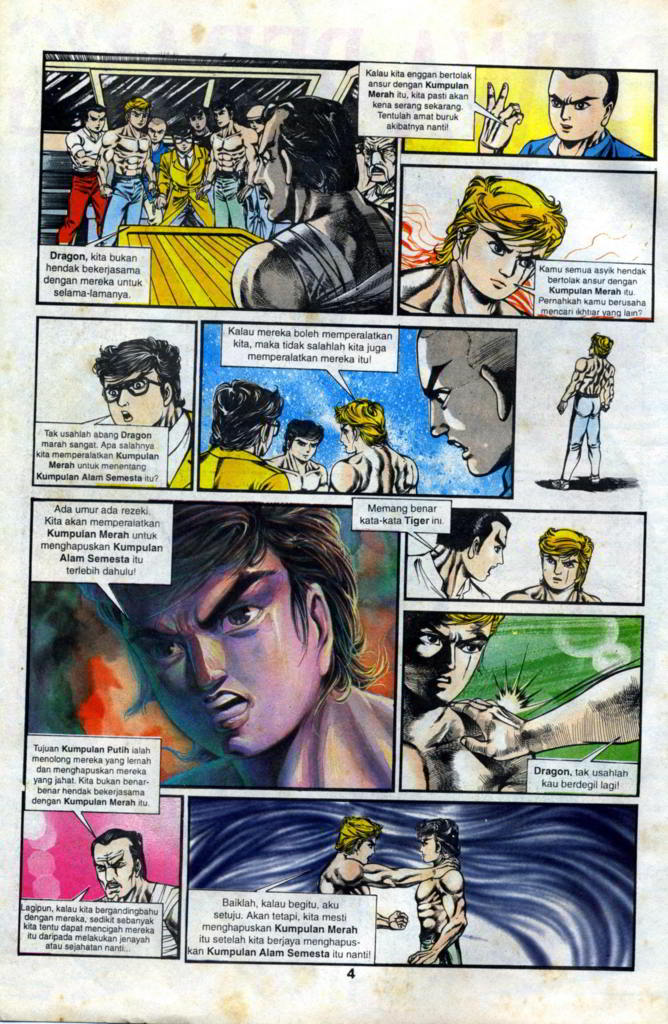 Kalau kita enggan bertolak
ansur dengan Kumpulan
Merah itu, kita pasti akan
kena serang sekarang.
Tentulah amat buruk
akibatnya nanti!
Dragon, kita bukan
hendak bekerjasama
dengan mereka untuk
selama-lamanya.
Kamu semua asyik hendak
bertolak ansur dengan
Kumpulan Merah itu.
Pernahkah kamu berusaha
mencari ikhtiar yang lain?
Tak usahlah abang Dragon
marah sangat. Apa salahnya
kita memperalatkan Kumpulan
Merah untuk menentang
Kumpulan Alam Semesta itu?
Kalau mereka boleh memperalatkan
kita, maka tidak salahlah kita juga
memperalatkan mereka itu!
Ada umur ada rezeki.
Kita akan memperalatkan
Kumpulan Merah untuk
menghapuskan Kumpulan
Alam Semesta itu
terlebih dahulu!
Memang benar
kata-kata Tiger ini.
Dragon, tak usahlah
kau berdegil lagi!
Tujuan Kumpulan Putih ialah
menolong mereka yang lemah
dan menghapuskan mereka
yang jahat. Kita bukan benar-
benar hendak bekerjasama
dengan Kumpulan Merah itu.
Lagipun, kalau kita bergandingbahu
dengan mereka, sedikit sebanyak
kita tentu dapat mencigah mereka
itu daripada melakukan jenayah
atau sejahatan nanti...
Baiklah, kalau begitu, aku
setuju. Akan tetapi, kita mesti
menghapuskan Kumpulan Merah
itu setelah kita berjaya menghapus-
kan Kumpulan Alam Semesta itu nanti!
4